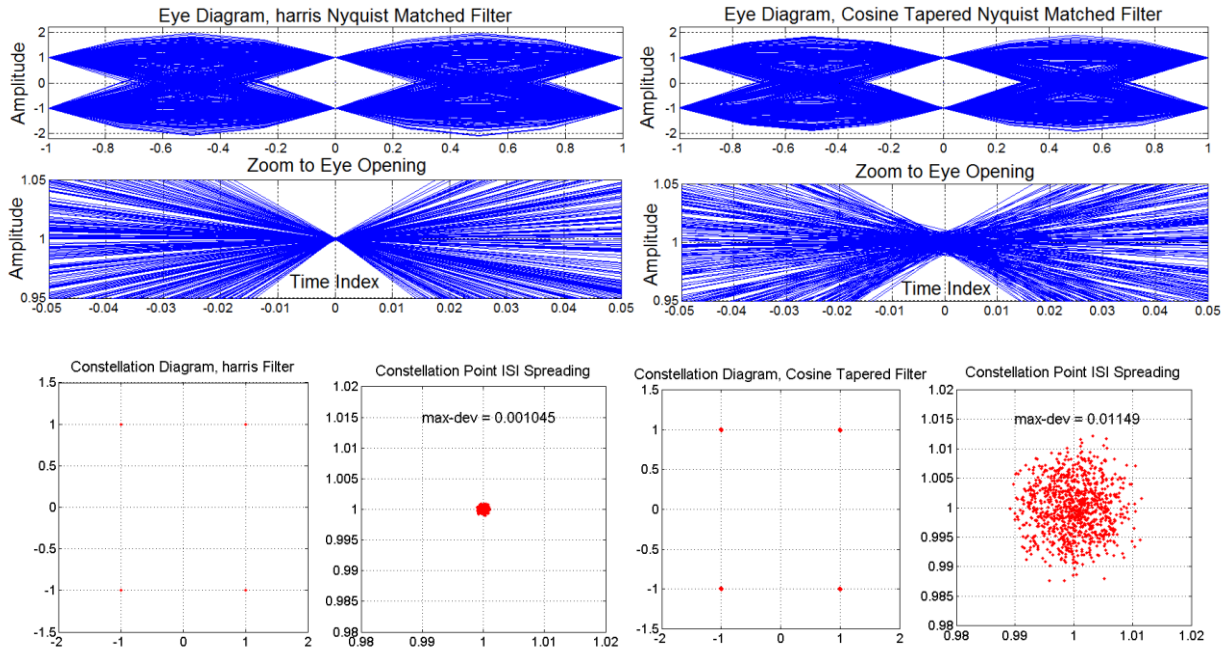 Eye Diagram, harris Nyquist Matched Filter
Amplitude
2
1
0
-1
-2
-1 -0.8 -0.6 -0.4 -0.2 0 0.2 0.4 0.6 0.8 1
Zoom to Eye Opening
Amplitude
1.05
1
0.95
Time Index
-0.05 -0.04 -0.03 -0.02 -0.01 0 0.01 0.02 0.03 0.04 0.05
Eye Diagram, Cosine Tapered Nyquist Matched Filter
Amplitude
2
1
0
-1
-2
-1 -0.8 -0.6 -0.4 -0.2 0 0.2 0.4 0.6 0.8 1
Zoom to Eye Opening
Amplitude
1.05
1
0.95
Time Index
-0.05 -0.04 -0.03 -0.02 -0.01 0 0.01 0.02 0.03 0.04 0.05
Constellation Diagram, harris Filter
1.5
1
0.5
0
-0.5
-1
-1.5
-2 -1 0 1 2
Constellation Point ISI Spreading
max-dev = 0.001045
1.02
1.015
1.01
1.005
1
0.995
0.99
0.985
0.98
0.98 0.99 1 1.01 1.02
Constellation Diagram, Cosine Tapered Filter
1.5
1
0.5
0
-0.5
-1
-1.5
-2 -1 0 1 2
Constellation Point ISI Spreading
max-dev = 0.01149
1.02
1.015
1.01
1.005
1
0.995
0.99
0.985
0.98
0.98 0.99 1 1.01 1.02